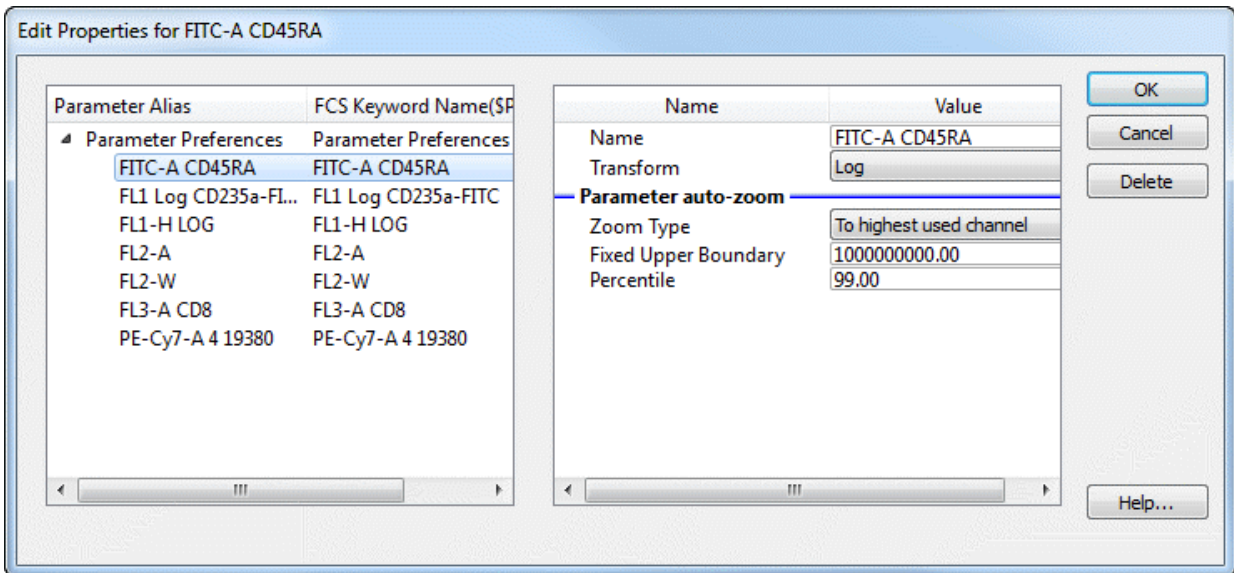 Edit Properties for FITC-A CD45RA
Parameter Alias FCS Keyword Name($P
Parameter Preferences Parameter Preferences
FITC-A CD45RA FITC-A CD45RA
FL1 Log CD235a-FI... FL1 Log CD235a-FITC
FL1-H LOG FL1-H LOG
FL2-A FL2-A
FL2-W FL2-W
FL3-A CD8 FL3-A CD8
PE-Cy7-A 4 19380 PE-Cy7-A 4 19380
Name Value
Name FITC-A CD45RA
Transform Log
Parameter auto-zoom
Zoom Type To highest used channel
Fixed Upper Boundary 1000000000.00
Percentile 99.00
OK
Cancel
Delete
Help...